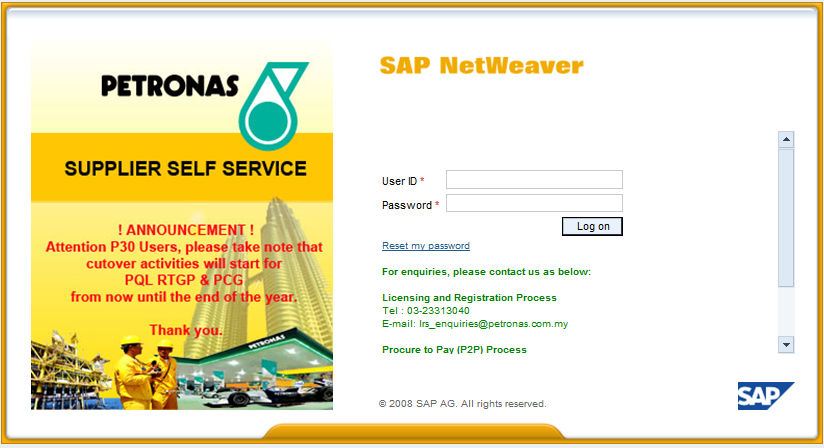 PETRONAS
SUPPLIER SELF SERVICE
! ANNOUNCEMENT !
Attention P30 Users, please take note that
cutover activities will start for
PQL RTGP & PCG
from now until the end of the year.
Thank you.
SAP NetWeaver
User ID *
Password *
Log on
Reset my password
For enquiries, please contact us as below:
Licensing and Registration Process
Tel : 03-23313040
E-mail: lrs_enquiries@petronas.com.my
Procure to Pay (P2P) Process
© 2008 SAP AG. All rights reserved.
SAP